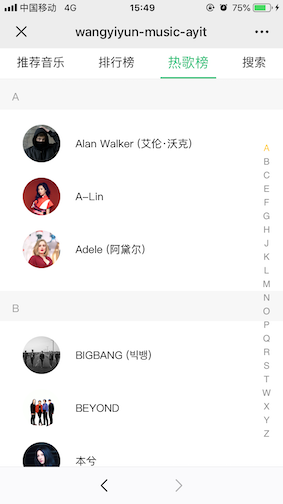 4G 中国移动 15:49 75%
wangyiyun-music-ayit
推荐音乐 排行榜 热歌榜 搜索
A
Alan Walker (艾伦·沃克)
A-Lin
Adele (阿黛尔)
B
BIGBANG (빅뱅)
BEYOND
本兮
A
B
C
E
F
G
H
J
K
L
M
N
O
P
Q
R
S
T
W
X
Y
Z